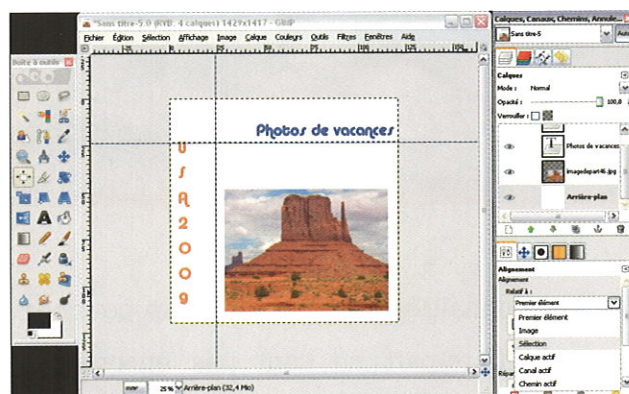 *Sans titre-5.0 (RVB, 4 calques) 1429x1417 - GIMP
Fichier Édition Sélection Affichage Image Calque Couleurs Outils Filtres Fenêtres Aide
Boîte à outils
Photos de vacances
U
S
A
2
0
0
9
25 % Arrière-plan (32,4 Mio)
Calques, Canaux, Chemins, Annule...
Sans titre-5
Calques
Mode : Normal
Opacité : 100,0
Verrouiller :
Photos de vacances
imagedepart46.jpg
Arrière-plan
Alignement
Alignement
Relatif à :
Premier élément
Premier élément
Image
Sélection
Calque actif
Canal actif
Chemin actif